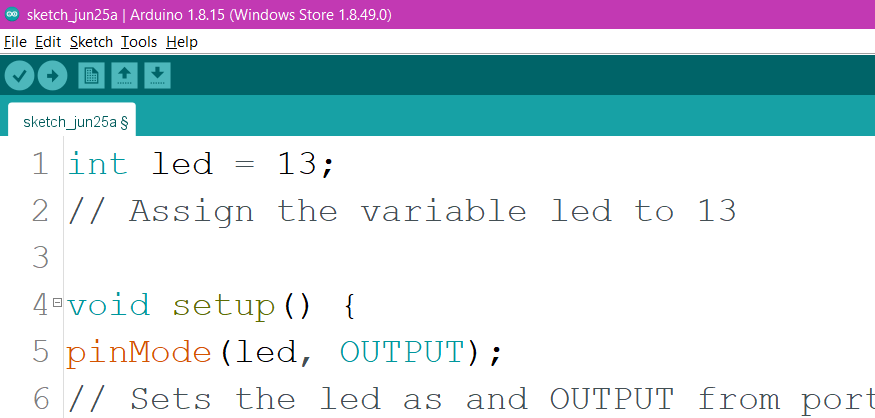 sketch_jun25a | Arduino 1.8.15 (Windows Store 1.8.49.0)
File Edit Sketch Tools Help
sketch_jun25a §
1 int led = 13;
2 // Assign the variable led to 13
3
4 void setup() {
5 pinMode(led, OUTPUT);
6 // Sets the led as and OUTPUT from port